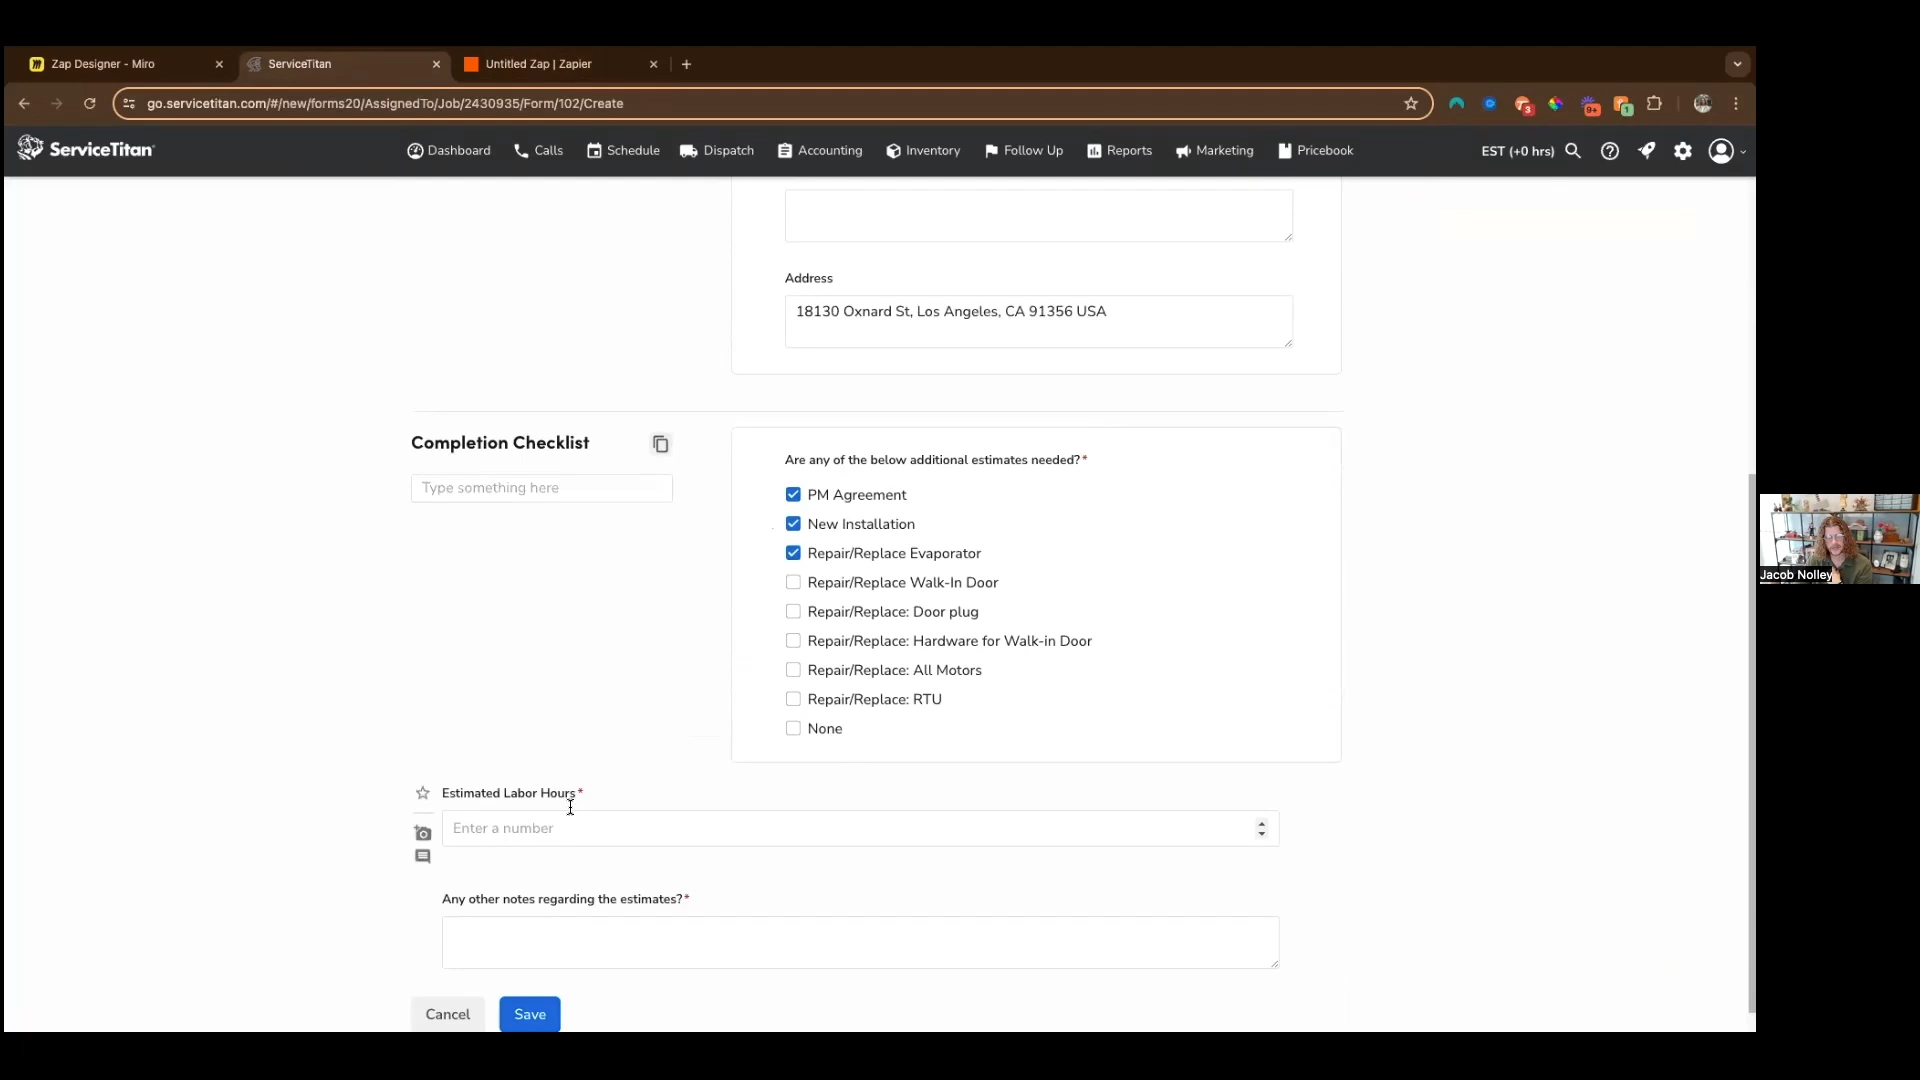 Zap Designer - Miro
ServiceTitan
Untitled Zap | Zapier
go.servicetitan.com/#/new/forms20/AssignedTo/Job/2430935/Form/102/Create
3
9+
1
ServiceTitan
Dashboard
Calls
Schedule
Dispatch
Accounting
Inventory
Follow Up
Reports
Marketing
Pricebook
EST (+0 hrs)
Address
18130 Oxnard St, Los Angeles, CA 91356 USA
Completion Checklist
Type something here
Are any of the below additional estimates needed?*
PM Agreement
New Installation
Repair/Replace Evaporator
Repair/Replace Walk-In Door
Repair/Replace: Door plug
Repair/Replace: Hardware for Walk-in Door
Repair/Replace: All Motors
Repair/Replace: RTU
None
Estimated Labor Hours*
Enter a number
Any other notes regarding the estimates?*
Cancel
Save
Jacob Nolley